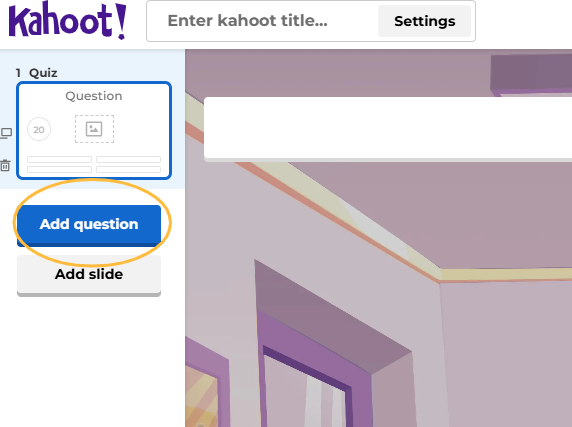 Kahoot!
Enter kahoot title...
Settings
1 Quiz
Question
20
Add question
Add slide